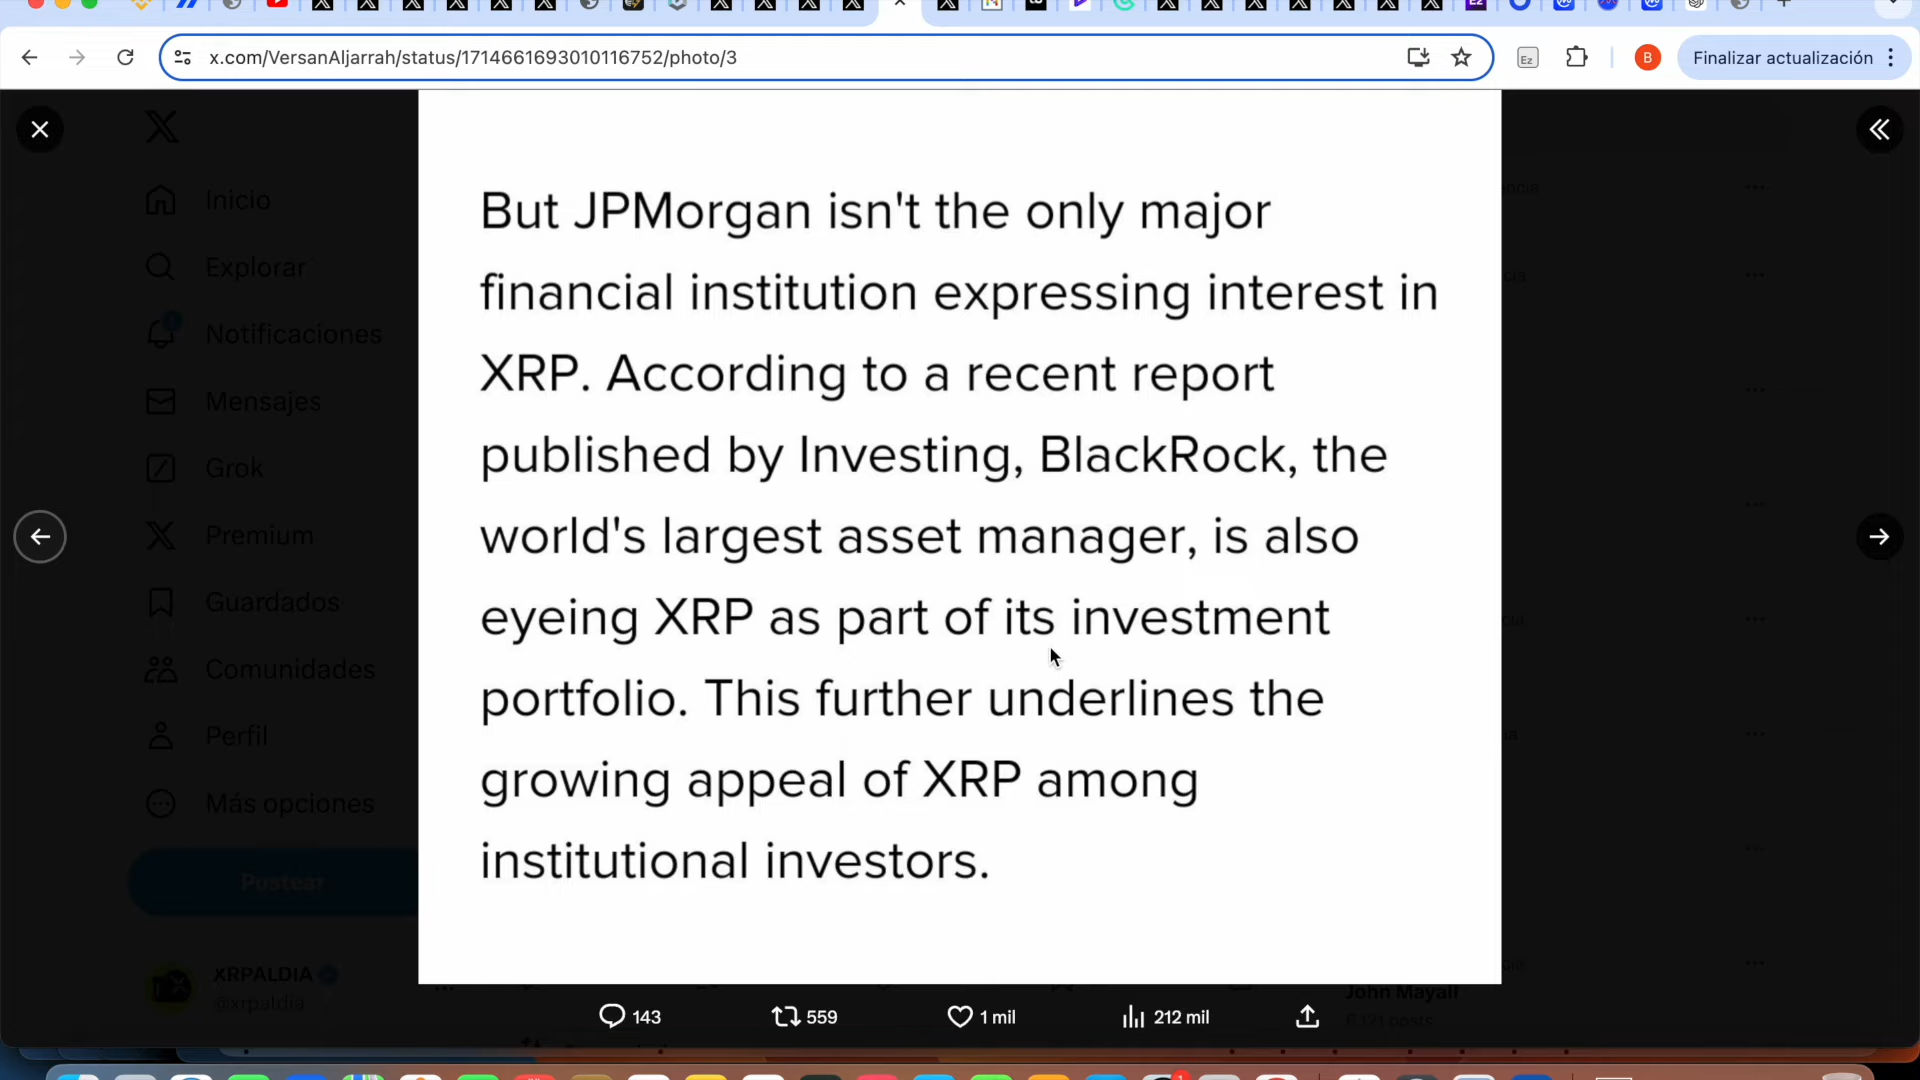 x.com/VersanAljarrah/status/1714661693010116752/photo/3
Ez
B
Finalizar actualización
Inicio
Explorar
Notificaciones
Mensajes
Grok
Premium
Guardados
Comunidades
Perfil
Más opciones
Postear
XRPALDIA
@xrpaldia
But JPMorgan isn't the only major
financial institution expressing interest in
XRP. According to a recent report
published by Investing, BlackRock, the
world's largest asset manager, is also
eyeing XRP as part of its investment
portfolio. This further underlines the
growing appeal of XRP among
institutional investors.
143
559
1 mil
212 mil
John Mayall